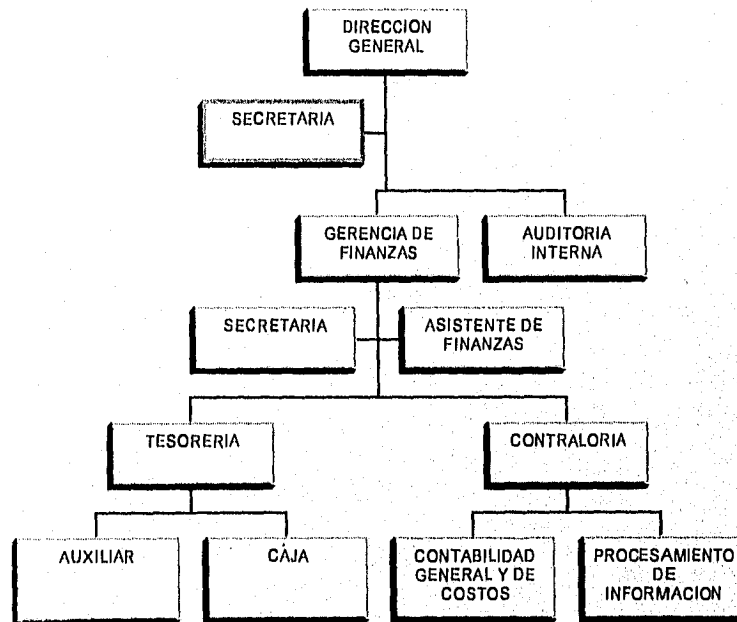 DIRECCION
GENERAL
SECRETARIA
GERENCIA DE
FINANZAS
AUDITORIA
INTERNA
SECRETARIA
ASISTENTE DE
FINANZAS
TESORERIA
CONTRALORIA
AUXILIAR
CAJA
CONTABILIDAD
GENERAL Y DE
COSTOS
PROCESAMIENTO
DE
INFORMACION